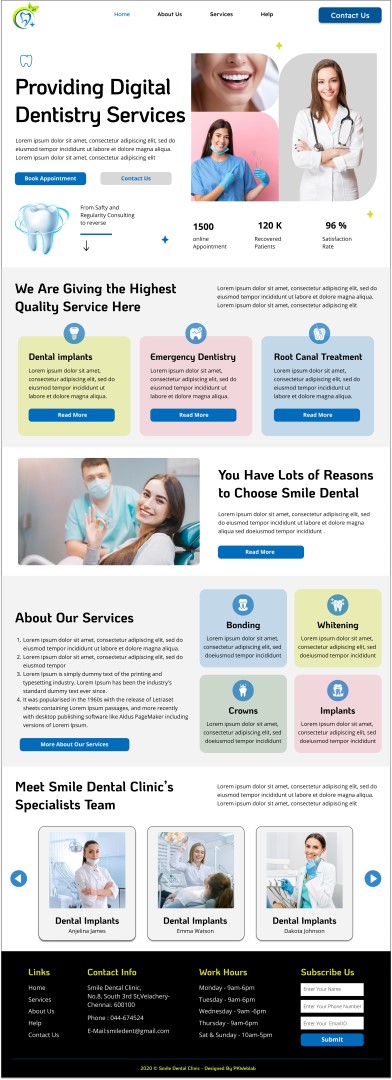 Home
About Us
Services
Help
Contact Us
Providing Digital
Dentistry Services
Lorem ipsum dolor sit amet, consectetur adipiscing elit, sed do
eiusmod tempor incididunt ut labore et dolore magna aliqua.
Lorem ipsum dolor sit amet, consectetur adipiscing elit
Book Appointment
Contact Us
From Safty and
Regularity Consulting
to reverse
1500
online
Appointment
120 K
Recovered
Patients
96 %
Satisfaction
Rate
We Are Giving the Highest
Quality Service Here
Lorem ipsum dolor sit amet, consectetur adipiscing elit, sed do
eiusmod tempor incididunt ut labore et dolore magna aliqua.
Lorem ipsum dolor sit amet, consectetur adipiscing elit
Dental implants
Lorem ipsum dolor sit amet,
consectetur adipiscing elit, sed do
eiusmod tempor incididunt ut
labore et dolore magna aliqua.
Read More
Emergency Dentistry
Lorem ipsum dolor sit amet,
consectetur adipiscing elit, sed do
eiusmod tempor incididunt ut
labore et dolore magna aliqua.
Read More
Root Canal Treatment
Lorem ipsum dolor sit amet,
consectetur adipiscing elit, sed do
eiusmod tempor incididunt ut
labore et dolore magna aliqua.
Read More
You Have Lots of Reasons
to Choose Smile Dental
Lorem ipsum dolor sit amet, consectetur adipiscing elit, sed
do eiusmod tempor incididunt ut labore et dolore magna
aliqua sed doeiusmod tempor incididunt .
Read More
About Our Services
1. Lorem ipsum dolor sit amet, consectetur adipiscing elit, sed do
eiusmod tempor incididunt ut labore et dolore magna aliqua.
2. Lorem ipsum dolor sit amet, consectetur adipiscing elit, sed do
eiusmod tempor
3. Lorem Ipsum is simply dummy text of the printing and
typesetting industry. Lorem Ipsum has been the industry's
standard dummy text ever since.
4. It was popularised in the 1960s with the release of Letraset
sheets containing Lorem Ipsum passages, and more recently
with desktop publishing software like Aldus PageMaker including
versions of Lorem Ipsum.
More About Our Services
Bonding
Lorem ipsum dolor sit amet,
consectetur adipiscing elit, sed
doeiusmod tempor incididunt
Whitening
Lorem ipsum dolor sit amet,
consectetur adipiscing elit, sed
doeiusmod tempor incididunt
Crowns
Lorem ipsum dolor sit amet,
consectetur adipiscing elit, sed
doeiusmod tempor incididunt
Implants
Lorem ipsum dolor sit amet,
consectetur adipiscing elit, sed
doeiusmod tempor incididunt
Meet Smile Dental Clinic's
Specialists Team
Lorem ipsum dolor sit amet, consectetur adipiscing elit, sed do
eiusmod tempor incididunt ut labore et dolore magna aliqua.
Lorem ipsum dolor sit amet, consectetur adipiscing elit
Dental Implants
Anjelina James
Dental Implants
Emma Watson
Dental Implants
Dakota Johnson
Links
Home
Services
About Us
Help
Contact Us
Contact Info
Smile Dental Clinic,
No.8, South 3rd St,Velachery-
Chennai. 600100
Phone : 044-674524
E-Mail:smiledent@gmail.com
Work Hours
Monday - 9am-6pm
Tuesday - 9am-6pm
Wednesday - 9am -6pm
Thursday - 9am-6pm
Sat & Sunday - 10am-5pm
Subscribe Us
Enter Your Name
Enter Your Phone Number
Enter Your Email ID
Submit
2020 © Smile Dental Clinic - Designed By PKWeblab